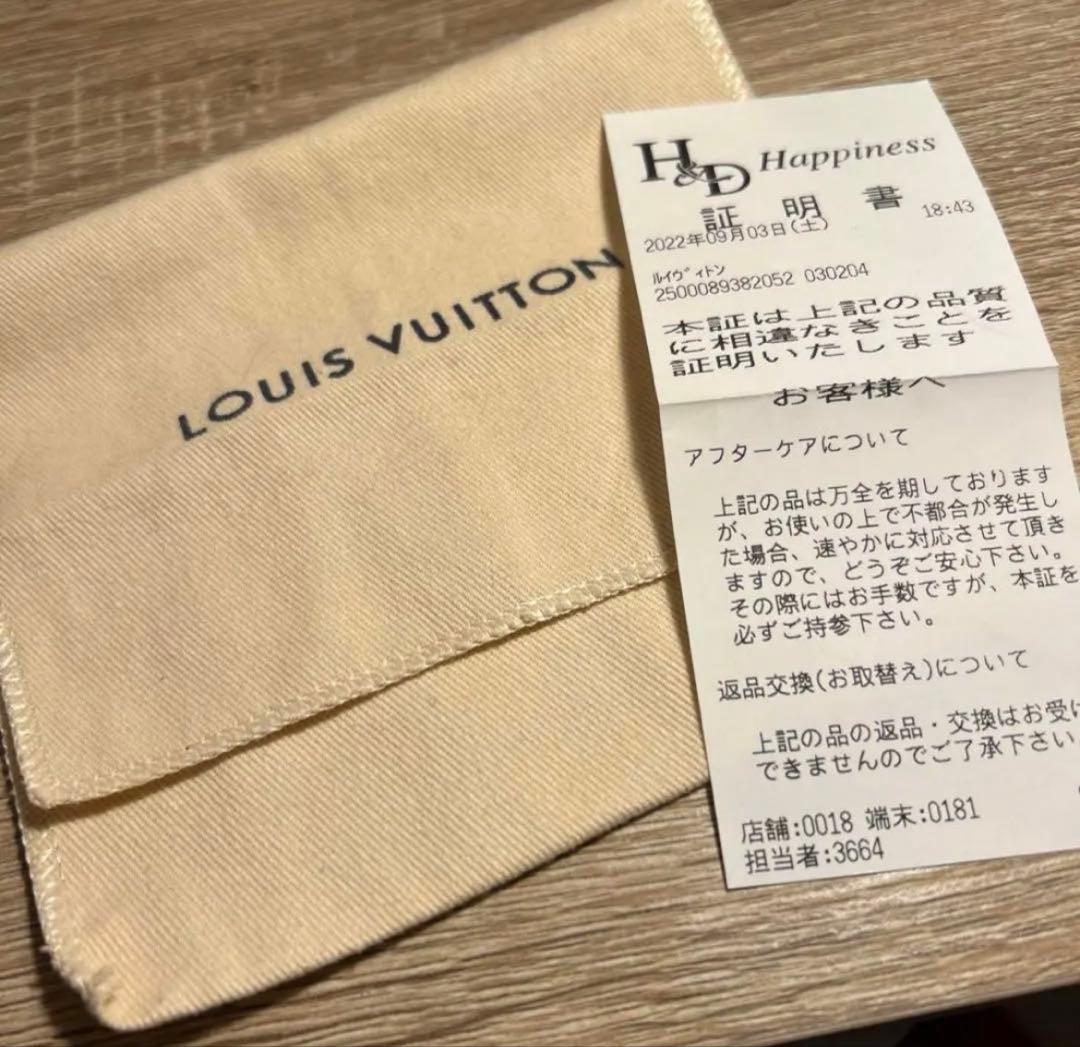 LOUIS VUITTON
H&D Happiness
証 明 書
2022年09月03日(土) 18:43
ﾙｲｳﾞｨﾄﾝ
2500089382052 030204
本証は上記の品質
に相違なきことを
証明いたします
お客様へ
アフターケアについて
上記の品は万全を期しております
が、お使いの上で不都合が発生し
た場合、速やかに対応させて頂き
ますので、どうぞご安心下さい。
その際にはお手数ですが、本証を
必ずご持参下さい。
返品交換(お取替え)について
上記の品の返品・交換はお受け
できませんのでご了承下さい
店舗:0018 端末:0181
担当者:3664